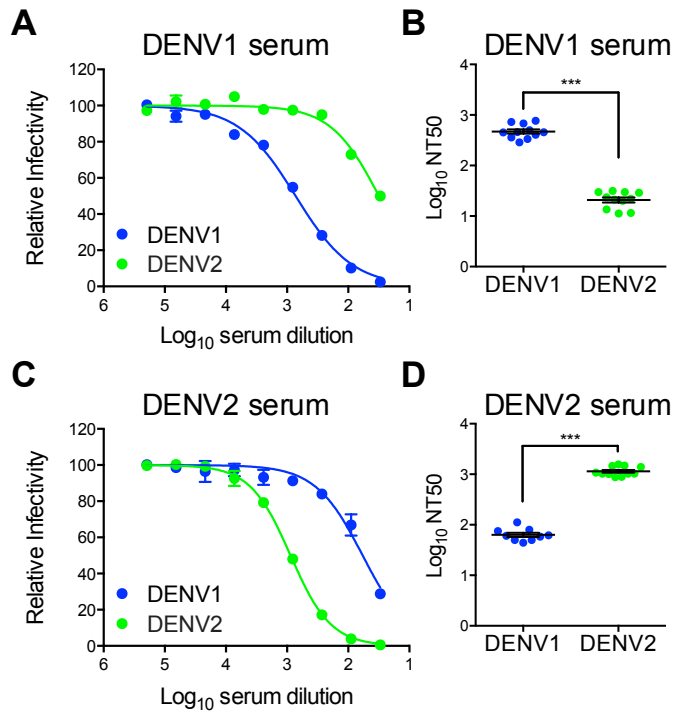 A
DENV1 serum
Relative Infectivity
120
100
80
60
40
20
0
DENV1
DENV2
6 5 4 3 2 1
Log₁₀ serum dilution
B
DENV1 serum
***
Log₁₀ NT50
4
3
2
1
0
DENV1 DENV2
C
DENV2 serum
Relative Infectivity
120
100
80
60
40
20
0
DENV1
DENV2
6 5 4 3 2 1
Log₁₀ serum dilution
D
DENV2 serum
***
Log₁₀ NT50
4
3
2
1
0
DENV1 DENV2